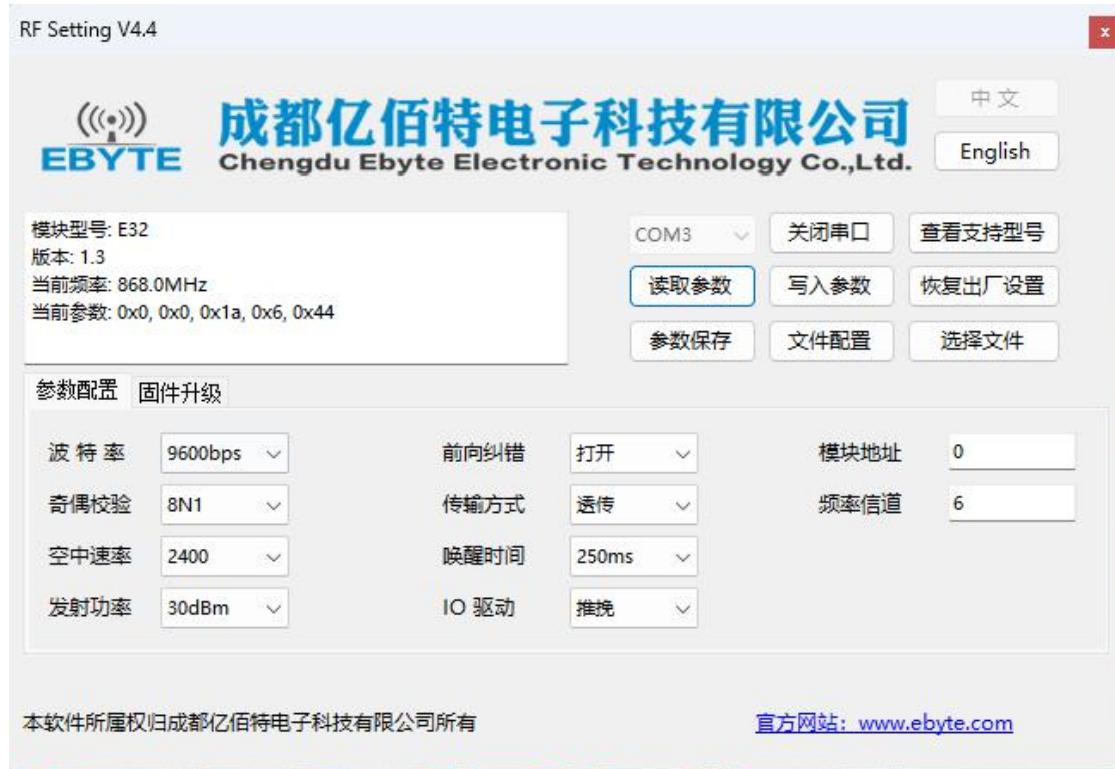 RF Setting V4.4
x
EBYTE
成都亿佰特电子科技有限公司
Chengdu Ebyte Electronic Technology Co.,Ltd.
中文
English
模块型号: E32
版本: 1.3
当前频率: 868.0MHz
当前参数: 0x0, 0x0, 0x1a, 0x6, 0x44
COM3 关闭串口 查看支持型号
读取参数 写入参数 恢复出厂设置
参数保存 文件配置 选择文件
参数配置 固件升级
波特率 9600bps 前向纠错 打开 模块地址 0
奇偶校验 8N1 传输方式 透传 频率信道 6
空中速率 2400 唤醒时间 250ms
发射功率 30dBm IO 驱动 推挽
本软件所属权归成都亿佰特电子科技有限公司所有 官方网站：www.ebyte.com